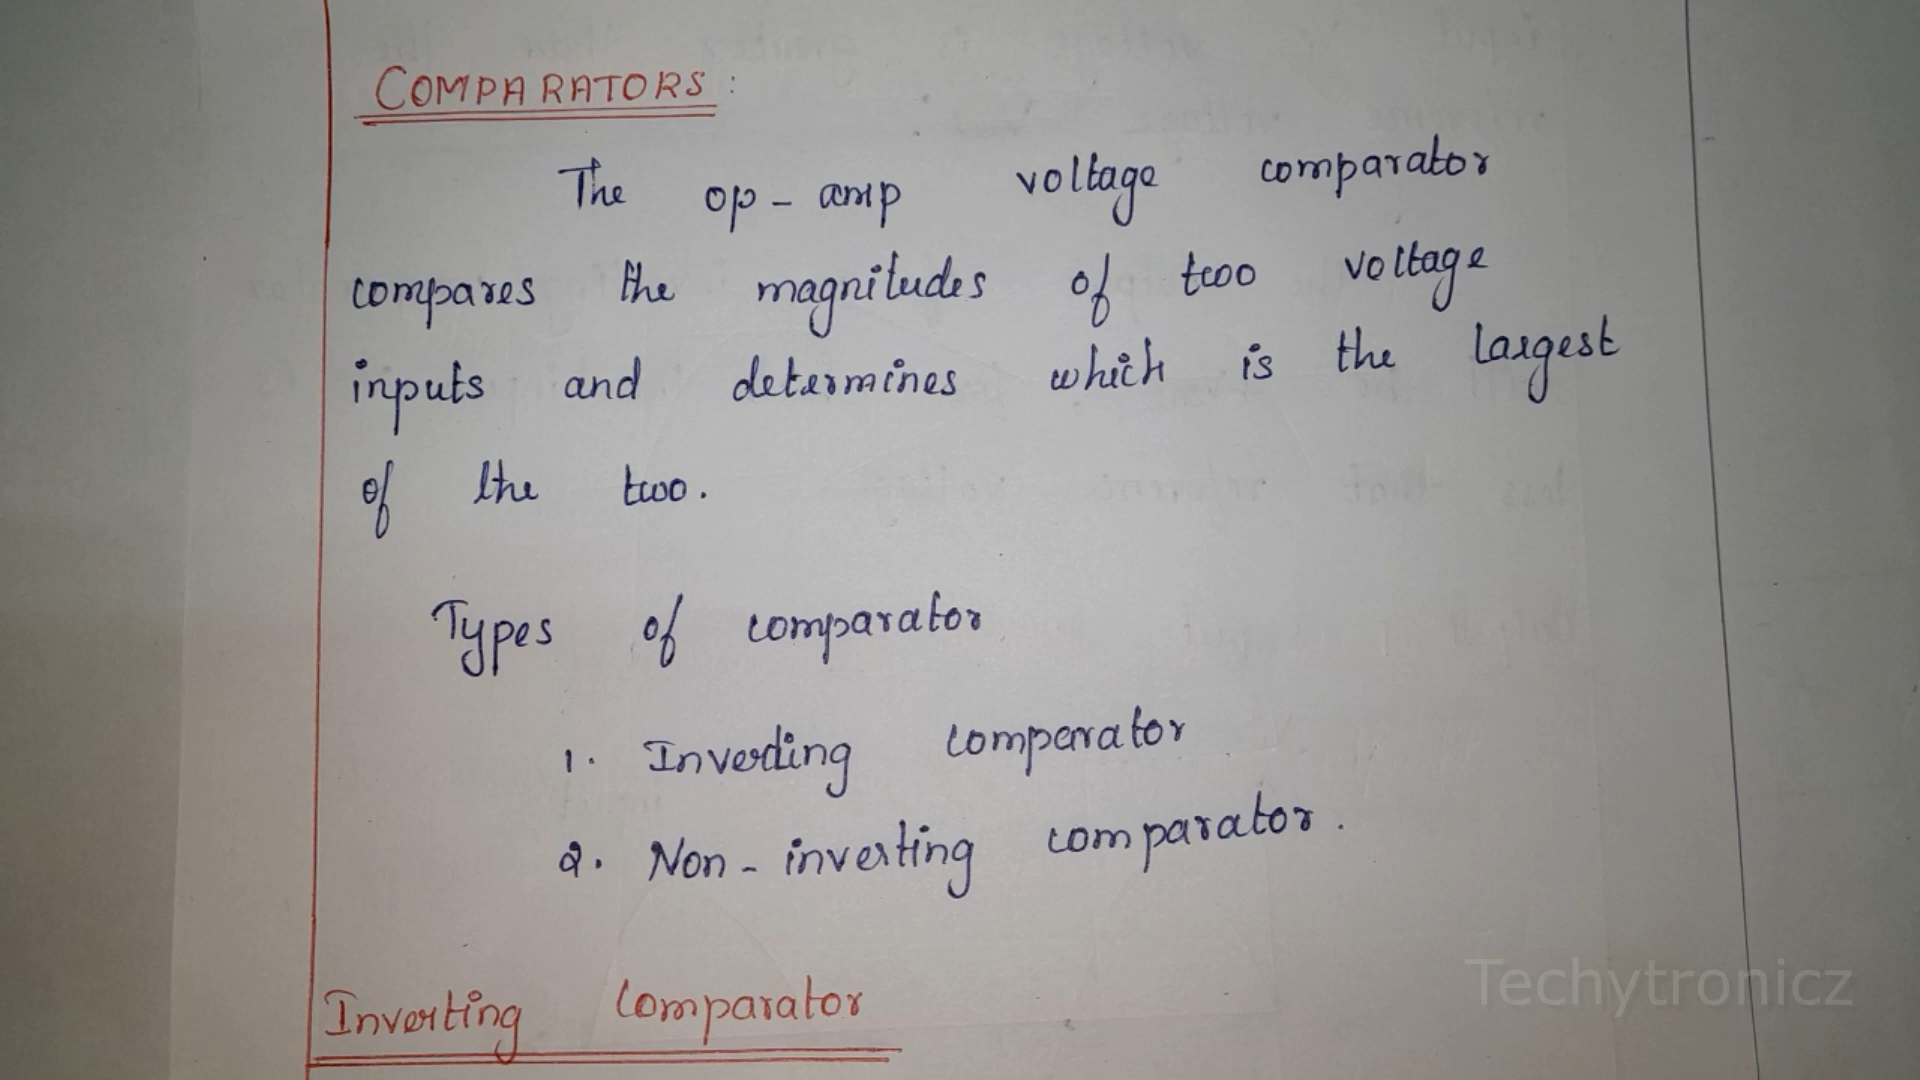 COMPARATORS:
The op-amp voltage comparator
compares the magnitudes of two voltage
inputs and determines which is the largest
of the two.
Types of comparator
1. Inverting comperator
2. Non-inverting comparator.
Inverting Comparator
Techytronicz